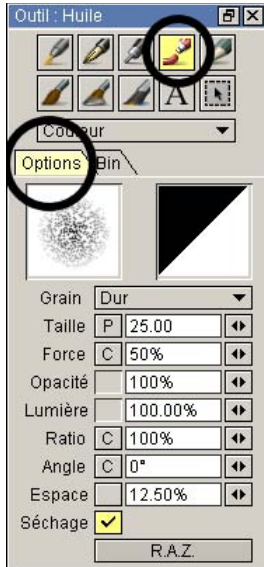 Outil : Huile
A
Couleur
Options Bin
Grain Dur
Taille P 25.00
Force C 50%
Opacité 100%
Lumière 100.00%
Ratio C 100%
Angle C 0°
Espace 12.50%
Séchage
R.A.Z.